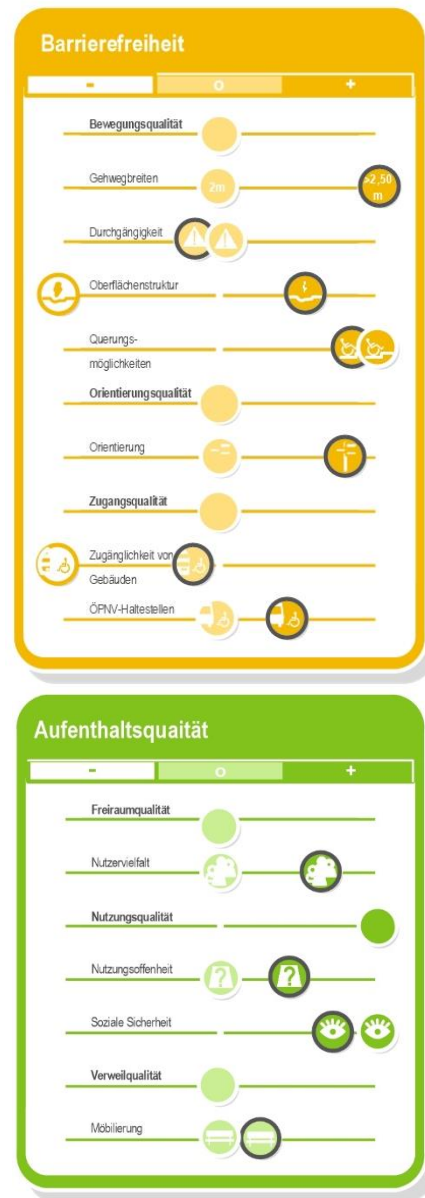 Barrierefreiheit
- o +
Bewegungsqualität
Gehwegbreiten 2m >2,50
m
Durchgängigkeit
Oberflächenstruktur
Querungs-
möglichkeiten
Orientierungsqualität
Orientierung
Zugangsqualität
Zugänglichkeit von
Gebäuden
ÖPNV-Haltestellen
Aufenthaltsquaität
- o +
Freiraumqualität
Nutzervielfalt
Nutzungsqualität
Nutzungsoffenheit ? ?
Soziale Sicherheit
Verweilqualität
Möbilierung